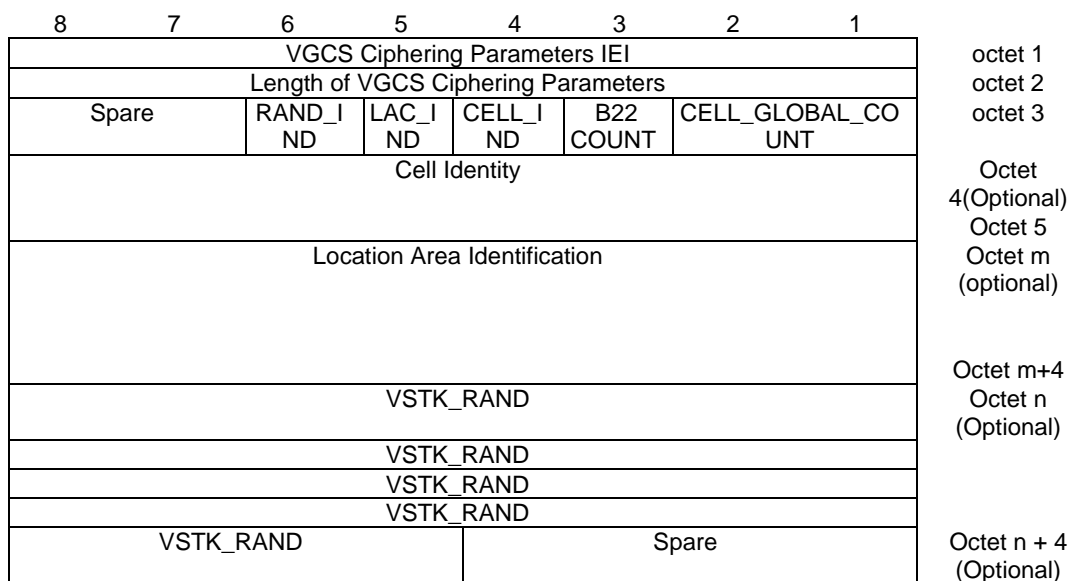 8 7 6 5 4 3 2 1
VGCS Ciphering Parameters IEI octet 1
Length of VGCS Ciphering Parameters octet 2
Spare RAND_I LAC_I CELL_I B22 CELL_GLOBAL_CO octet 3
ND ND ND COUNT UNT
Cell Identity Octet
4(Optional)
Octet 5
Location Area Identification Octet m
(optional)
Octet m+4
VSTK_RAND Octet n
(Optional)
VSTK_RAND
VSTK_RAND
VSTK_RAND
VSTK_RAND Spare Octet n + 4
(Optional)